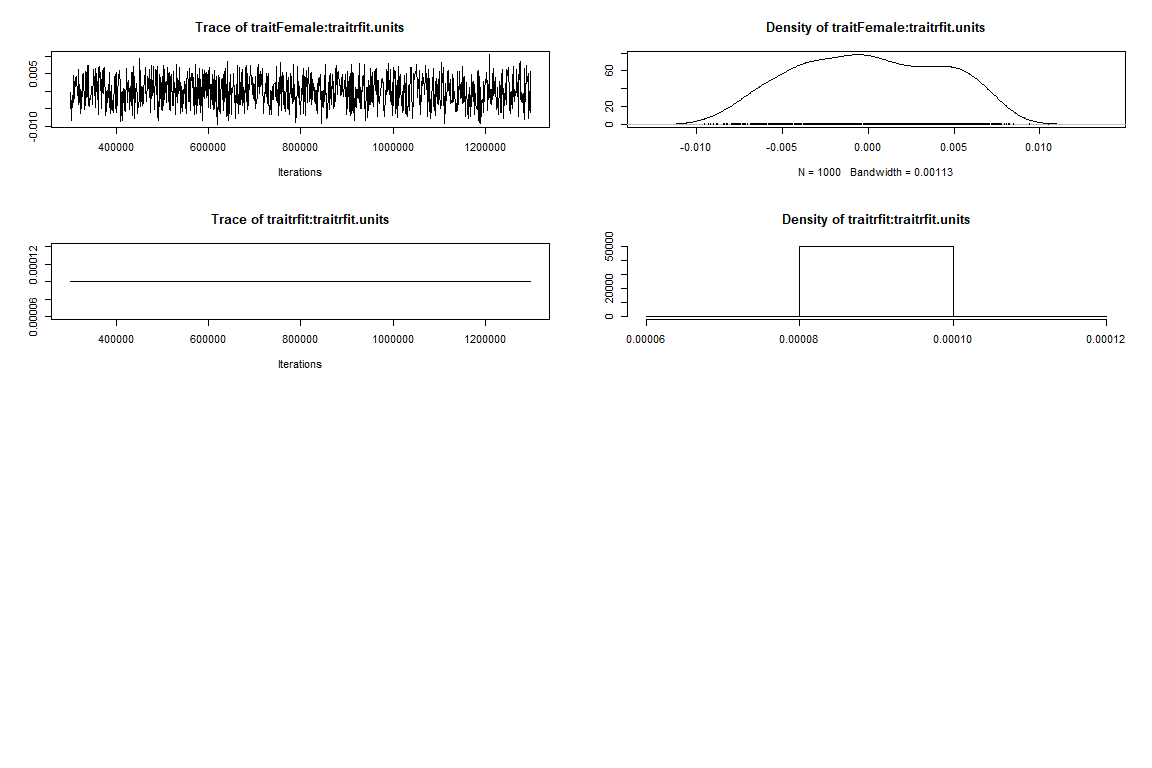 Trace of traitFemale:traitrfit.units
0.005
-0.010
400000 600000 800000 1000000 1200000
Iterations
Density of traitFemale:traitrfit.units
60
20
0
-0.010 -0.005 0.000 0.005 0.010
N = 1000 Bandwidth = 0.00113
Trace of traitrfit:traitrfit.units
0.00012
0.00006
400000 600000 800000 1000000 1200000
Iterations
Density of traitrfit:traitrfit.units
50000
20000
0
0.00006 0.00008 0.00010 0.00012